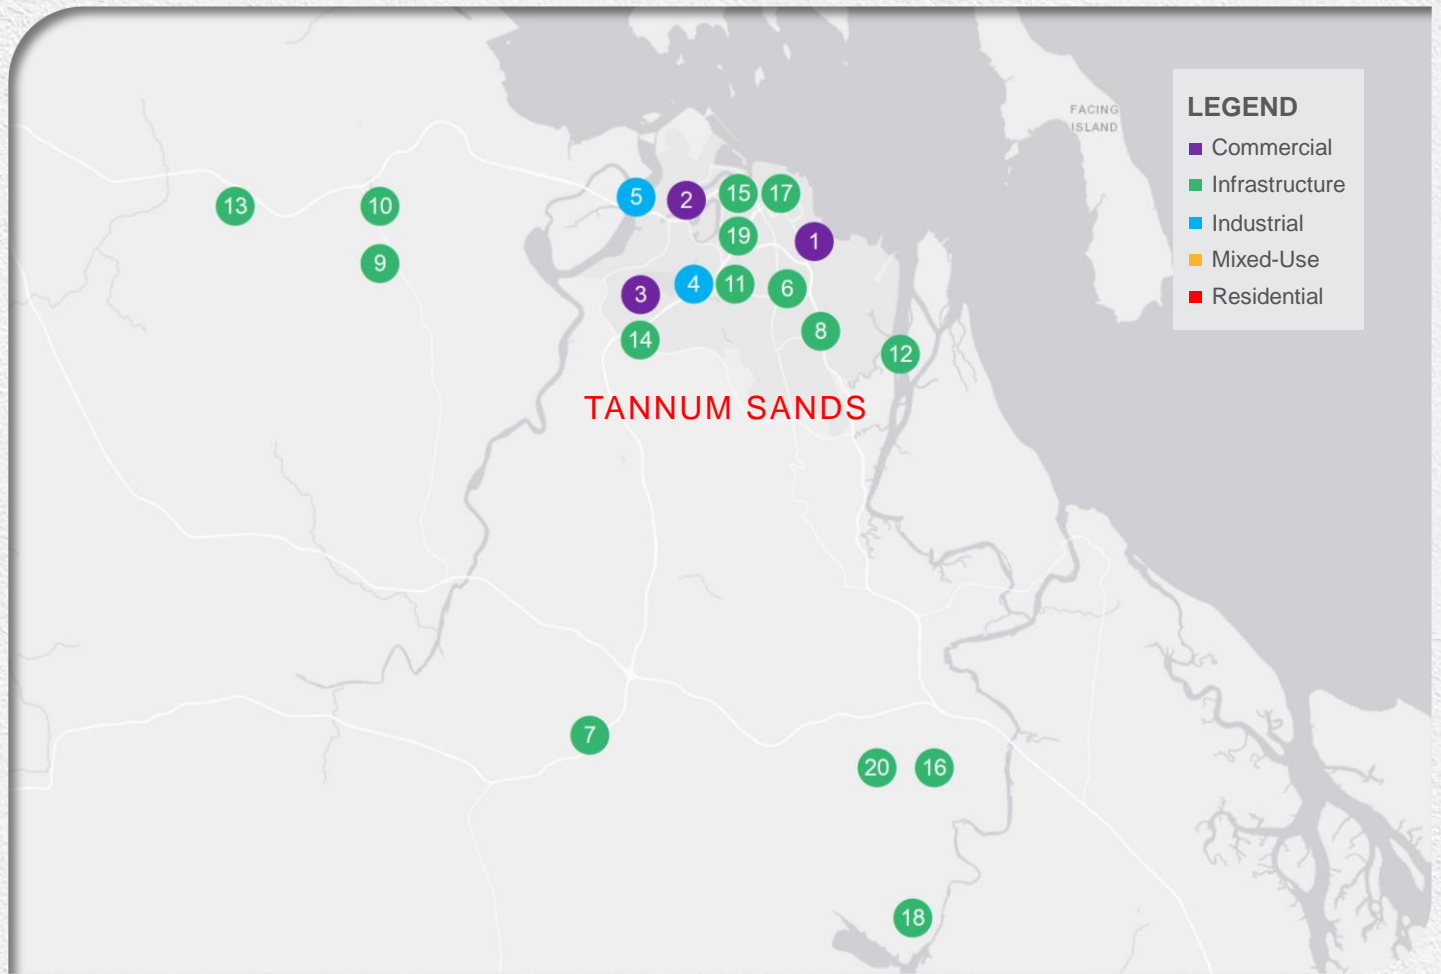 FACING
ISLAND
LEGEND
Commercial
Infrastructure
Industrial
Mixed-Use
Residential
5
2
15
17
13
10
19
1
9
3
4
11
6
14
8
12
TANNUM SANDS
7
20
16
18